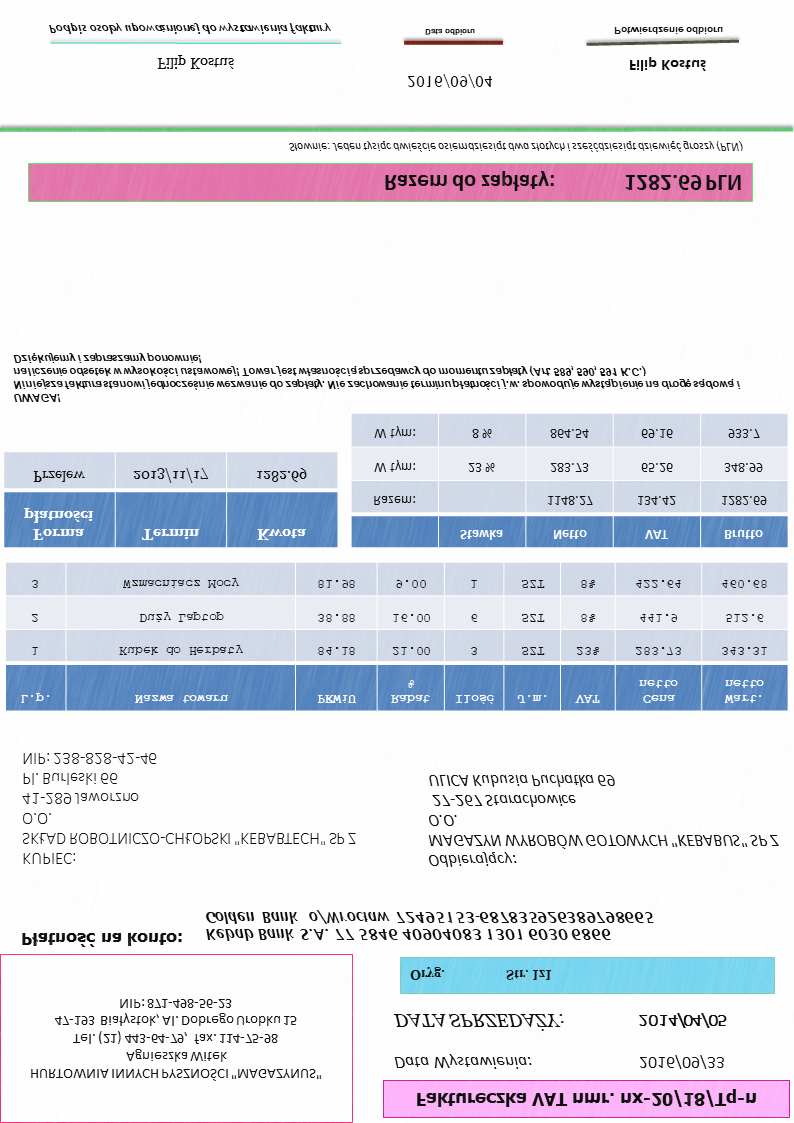 Faktureczka VAT nmr. nx-20/18/Tq-n
HURTOWNIA INNYCH PYSZNOŚCI "MAGAZYNUS"
Agnieszka Witek
Tel. (21) 443-64-79, fax. 114-75-98
47-193 Białystok, Al. Dobrego Urobku 15
NIP: 871-498-56-23
Data Wystawienia: 2016/09/33
DATA SPRZEDAŻY: 2014/04/05
Oryg. Str. 1z1
Płatność na konto:
Kebab Bank S.A. 77 5846 40904083 1301 6030 6866
Golden Bank o/Wrocław 72495153-687835926389798665
KUPIEC:
SKŁAD ROBOTNICZO-CHŁOPSKI "KEBABTECH" SP Z
O.O.
41-289 Jaworzno
Pl. Burleski 66
NIP: 238-828-42-46
Odbierający:
MAGAZYN WYROBÓW GOTOWYCH "KEBABUS" SP Z
O.O.
27-267 Starachowice
ULICA Kubusia Puchatka 69
L.p. Nazwa towaru PKWiU Rabat % Ilość J.m. VAT Cena netto Wart. netto
1 Kubek do Herbaty 84.18 21.00 3 SZT 23% 283.73 343.31
2 Duży Laptop 38.88 16.00 6 SZT 8% 441.9 512.6
3 Wzmacniacz Mocy 81.98 9.00 1 SZT 8% 422.64 460.68
Forma płatności Termin Kwota
Przelew 2013/11/17 1282.69
Stawka Netto VAT Brutto
Razem: 1148.27 134.42 1282.69
W tym: 23 % 283.73 65.26 348.99
W tym: 8 % 864.54 69.16 933.7
UWAGA!
Niniejsza faktura stanowi jednocześnie wezwanie do zapłaty. Nie zachowanie terminu płatności j.w. spowoduje wystąpienie na drogę sądową i
naliczenie odsetek w wysokości ustawowej! Towar jest własnością sprzedawcy do momentu zapłaty (Art. 589, 590, 591 K.C.)
Dziękujemy i zapraszamy ponownie!
Razem do zapłaty: 1282.69 PLN
Słownie: Jeden tysiąc dwieście osiemdziesiąt dwa złotych i sześćdziesiąt dziewięć groszy (PLN)
Filip Kostuś
2016/09/04
Filip Kostuś
Podpis osoby upoważnionej do wystawienia faktury
Data odbioru
Potwierdzenie odbioru